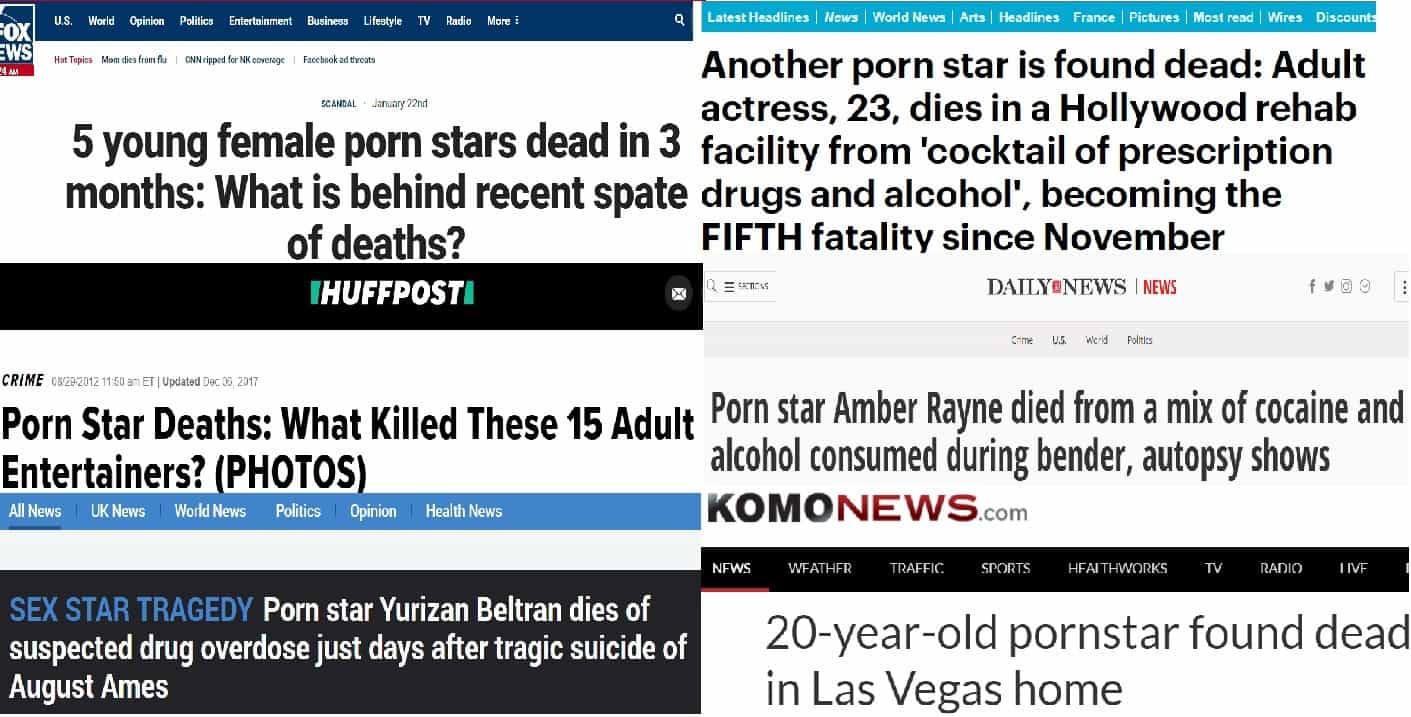 FOX
NEWS
24 AM
U.S. World Opinion Politics Entertainment Business Lifestyle TV Radio More
Hot Topics Mom dies from flu CNN ripped for NK coverage Facebook ad threats
SCANDAL · January 22nd
5 young female porn stars dead in 3
months: What is behind recent spate
of deaths?
Latest Headlines News World News Arts Headlines France Pictures Most read Wires Discounts
Another porn star is found dead: Adult
actress, 23, dies in a Hollywood rehab
facility from 'cocktail of prescription
drugs and alcohol', becoming the
FIFTH fatality since November
HUFFPOST
CRIME 08/29/2012 11:50 am ET | Updated Dec 06, 2017
Porn Star Deaths: What Killed These 15 Adult
Entertainers? (PHOTOS)
SECTIONS
DAILY NEWS | NEWS
Crime U.S. World Politics
Porn star Amber Rayne died from a mix of cocaine and
alcohol consumed during bender, autopsy shows
All News UK News World News Politics Opinion Health News
SEX STAR TRAGEDY Porn star Yurizan Beltran dies of
suspected drug overdose just days after tragic suicide of
August Ames
KOMONEWS.com
NEWS WEATHER TRAFFIC SPORTS HEALTHWORKS TV RADIO LIVE
20-year-old pornstar found dead
in Las Vegas home